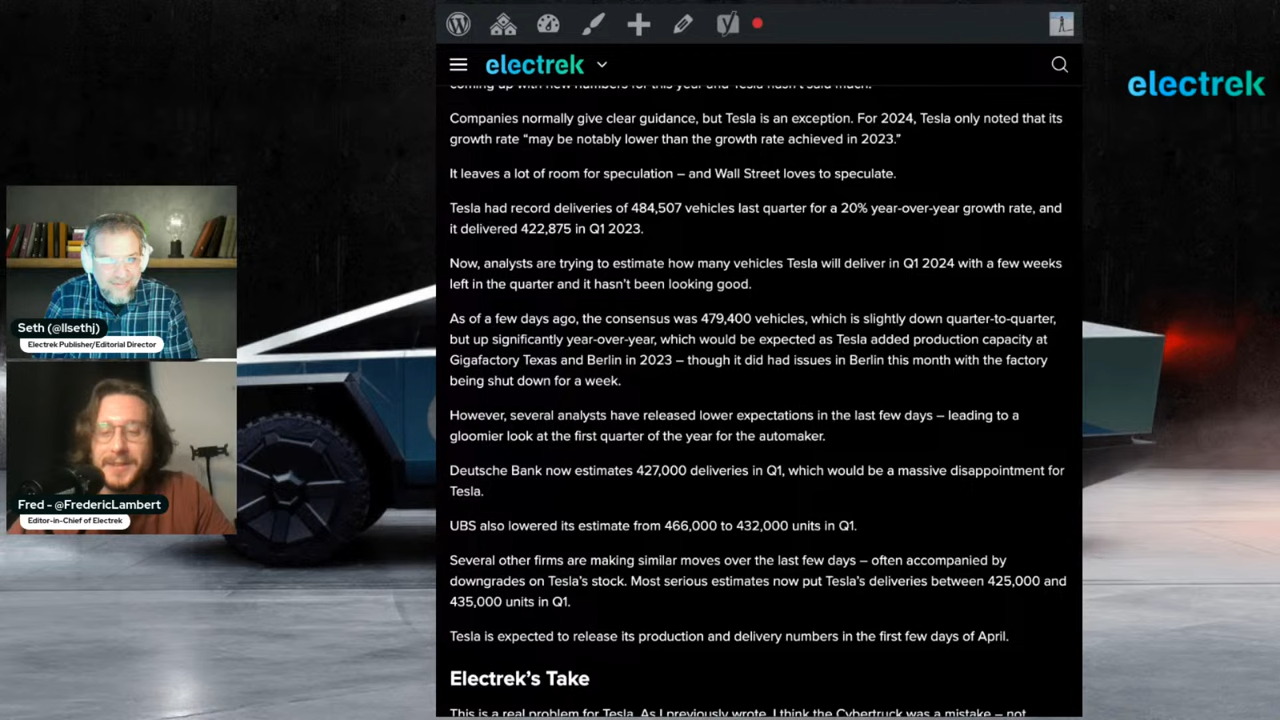 electrek
electrek
coming up with new numbers for this year and Tesla hasn't said much.
Companies normally give clear guidance, but Tesla is an exception. For 2024, Tesla only noted that its
growth rate “may be notably lower than the growth rate achieved in 2023.”
It leaves a lot of room for speculation – and Wall Street loves to speculate.
Tesla had record deliveries of 484,507 vehicles last quarter for a 20% year-over-year growth rate, and
it delivered 422,875 in Q1 2023.
Now, analysts are trying to estimate how many vehicles Tesla will deliver in Q1 2024 with a few weeks
left in the quarter and it hasn't been looking good.
As of a few days ago, the consensus was 479,400 vehicles, which is slightly down quarter-to-quarter,
but up significantly year-over-year, which would be expected as Tesla added production capacity at
Gigafactory Texas and Berlin in 2023 – though it did had issues in Berlin this month with the factory
being shut down for a week.
However, several analysts have released lower expectations in the last few days – leading to a
gloomier look at the first quarter of the year for the automaker.
Deutsche Bank now estimates 427,000 deliveries in Q1, which would be a massive disappointment for
Tesla.
UBS also lowered its estimate from 466,000 to 432,000 units in Q1.
Several other firms are making similar moves over the last few days – often accompanied by
downgrades on Tesla's stock. Most serious estimates now put Tesla's deliveries between 425,000 and
435,000 units in Q1.
Tesla is expected to release its production and delivery numbers in the first few days of April.
Electrek's Take
This is a real problem for Tesla. As I previously wrote, I think the Cybertruck was a mistake – not
Seth (@llsethj)
Electrek Publisher/Editorial Director
Fred - @FredericLambert
Editor-in-Chief of Electrek